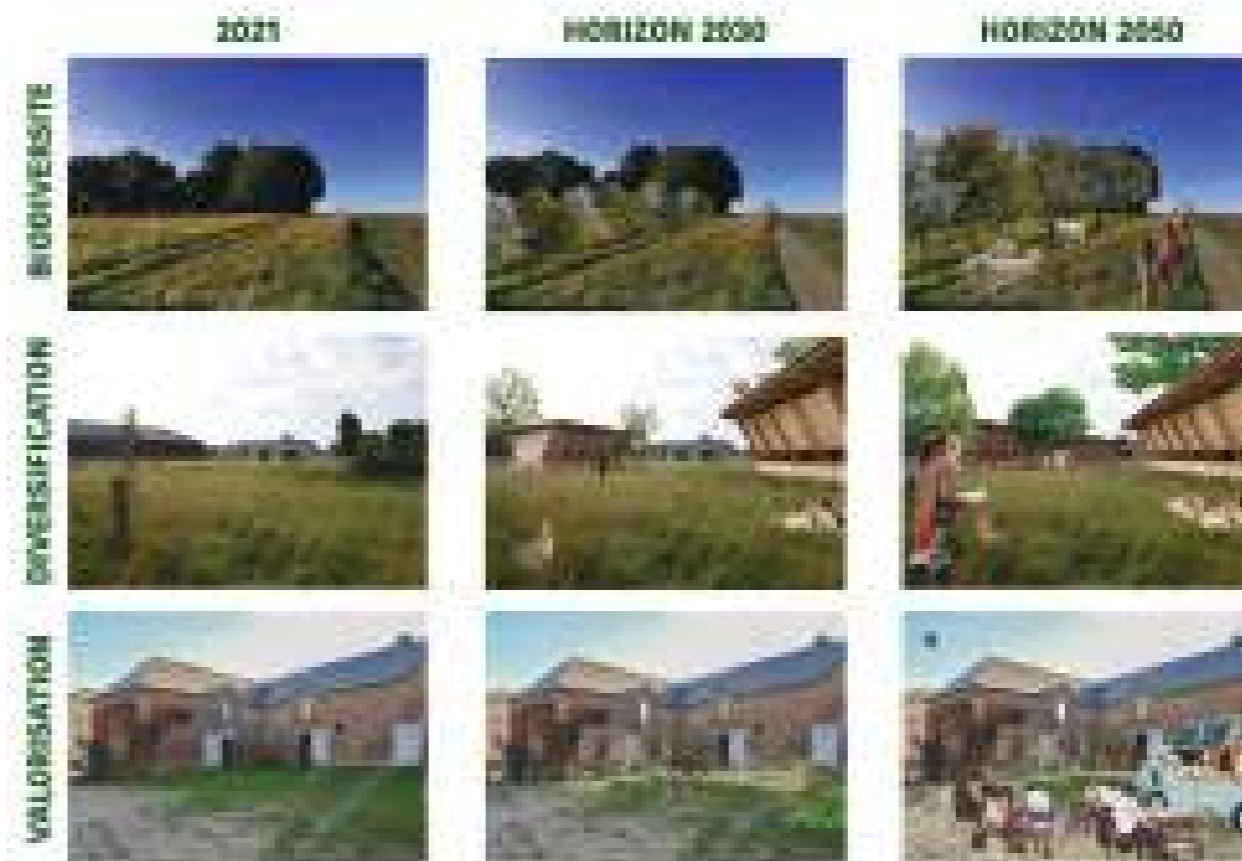 2021
HORIZON 2030
HORIZON 2050
BIODIVERSITE
DIVERSIFICATION
VALORISATION